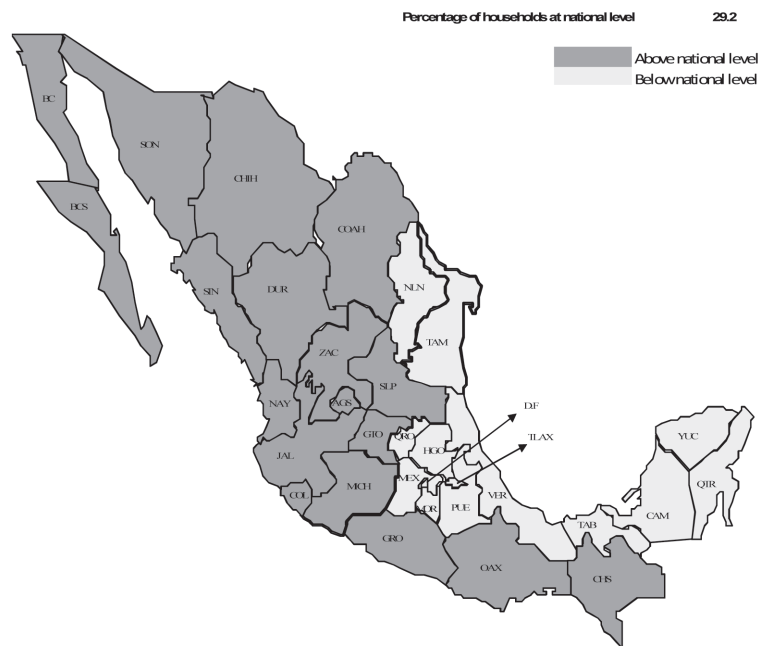 Percentage of households at national level 29.2
Above national level
Below national level
BC
SON
CHIH
BCS
COAH
SIN
DUR
NLN
TAM
ZAC
SLP
NAY
AGS
D.F
GTO
QRO
HGO
TLAX
YUC
JAL
MEX
QTR
COL
MCH
MOR
PUE
VER
CAM
TAB
GRO
OAX
CHS